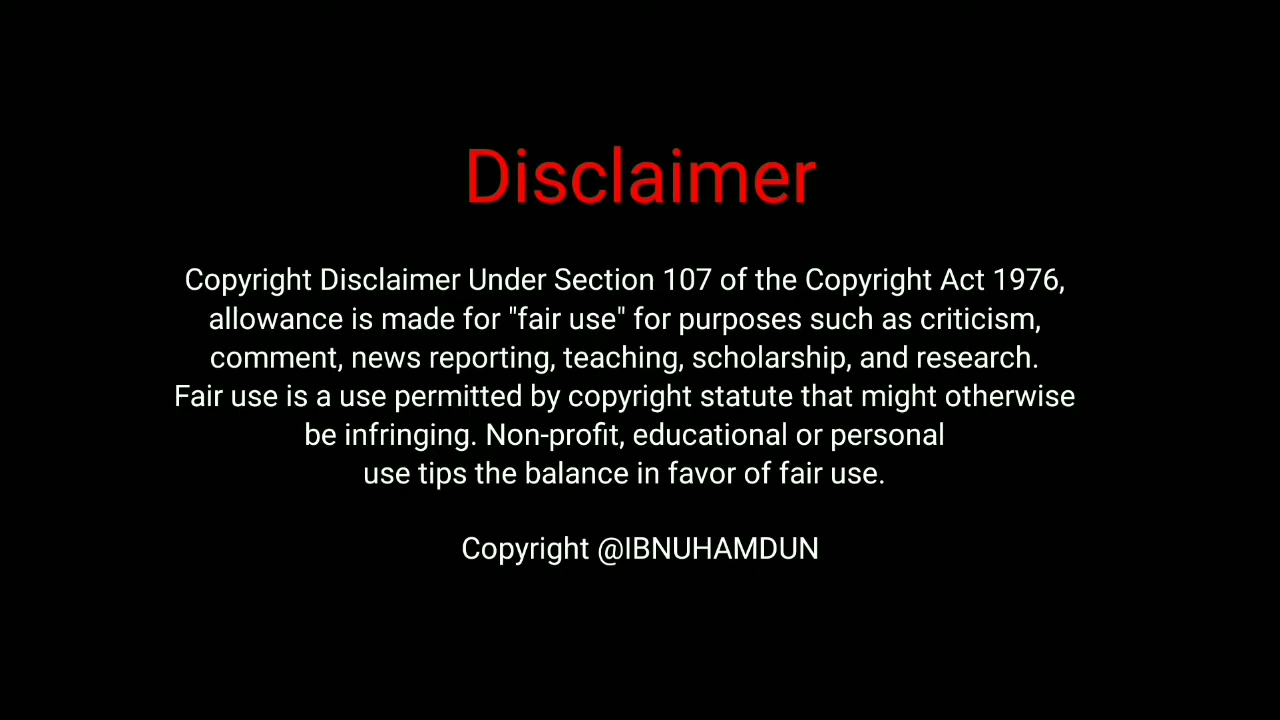 Disclaimer
Copyright Disclaimer Under Section 107 of the Copyright Act 1976,
allowance is made for "fair use" for purposes such as criticism,
comment, news reporting, teaching, scholarship, and research.
Fair use is a use permitted by copyright statute that might otherwise
be infringing. Non-profit, educational or personal
use tips the balance in favor of fair use.
Copyright @IBNUHAMDUN